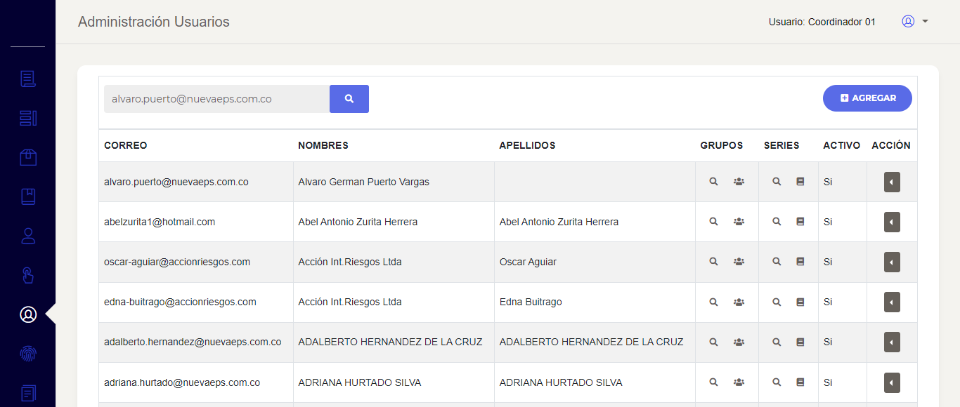 Administración Usuarios
Usuario: Coordinador 01
alvaro.puerto@nuevaeps.com.co
AGREGAR
CORREO NOMBRES APELLIDOS GRUPOS SERIES ACTIVO ACCIÓN
alvaro.puerto@nuevaeps.com.co Alvaro German Puerto Vargas Si
abelzurita1@hotmail.com Abel Antonio Zurita Herrera Abel Antonio Zurita Herrera Si
oscar-aguiar@accionriesgos.com Acción Int.Riesgos Ltda Oscar Aguiar Si
edna-buitrago@accionriesgos.com Acción Int.Riesgos Ltda Edna Buitrago Si
adalberto.hernandez@nuevaeps.com.co ADALBERTO HERNANDEZ DE LA CRUZ ADALBERTO HERNANDEZ DE LA CRUZ Si
adriana.hurtado@nuevaeps.com.co ADRIANA HURTADO SILVA ADRIANA HURTADO SILVA Si